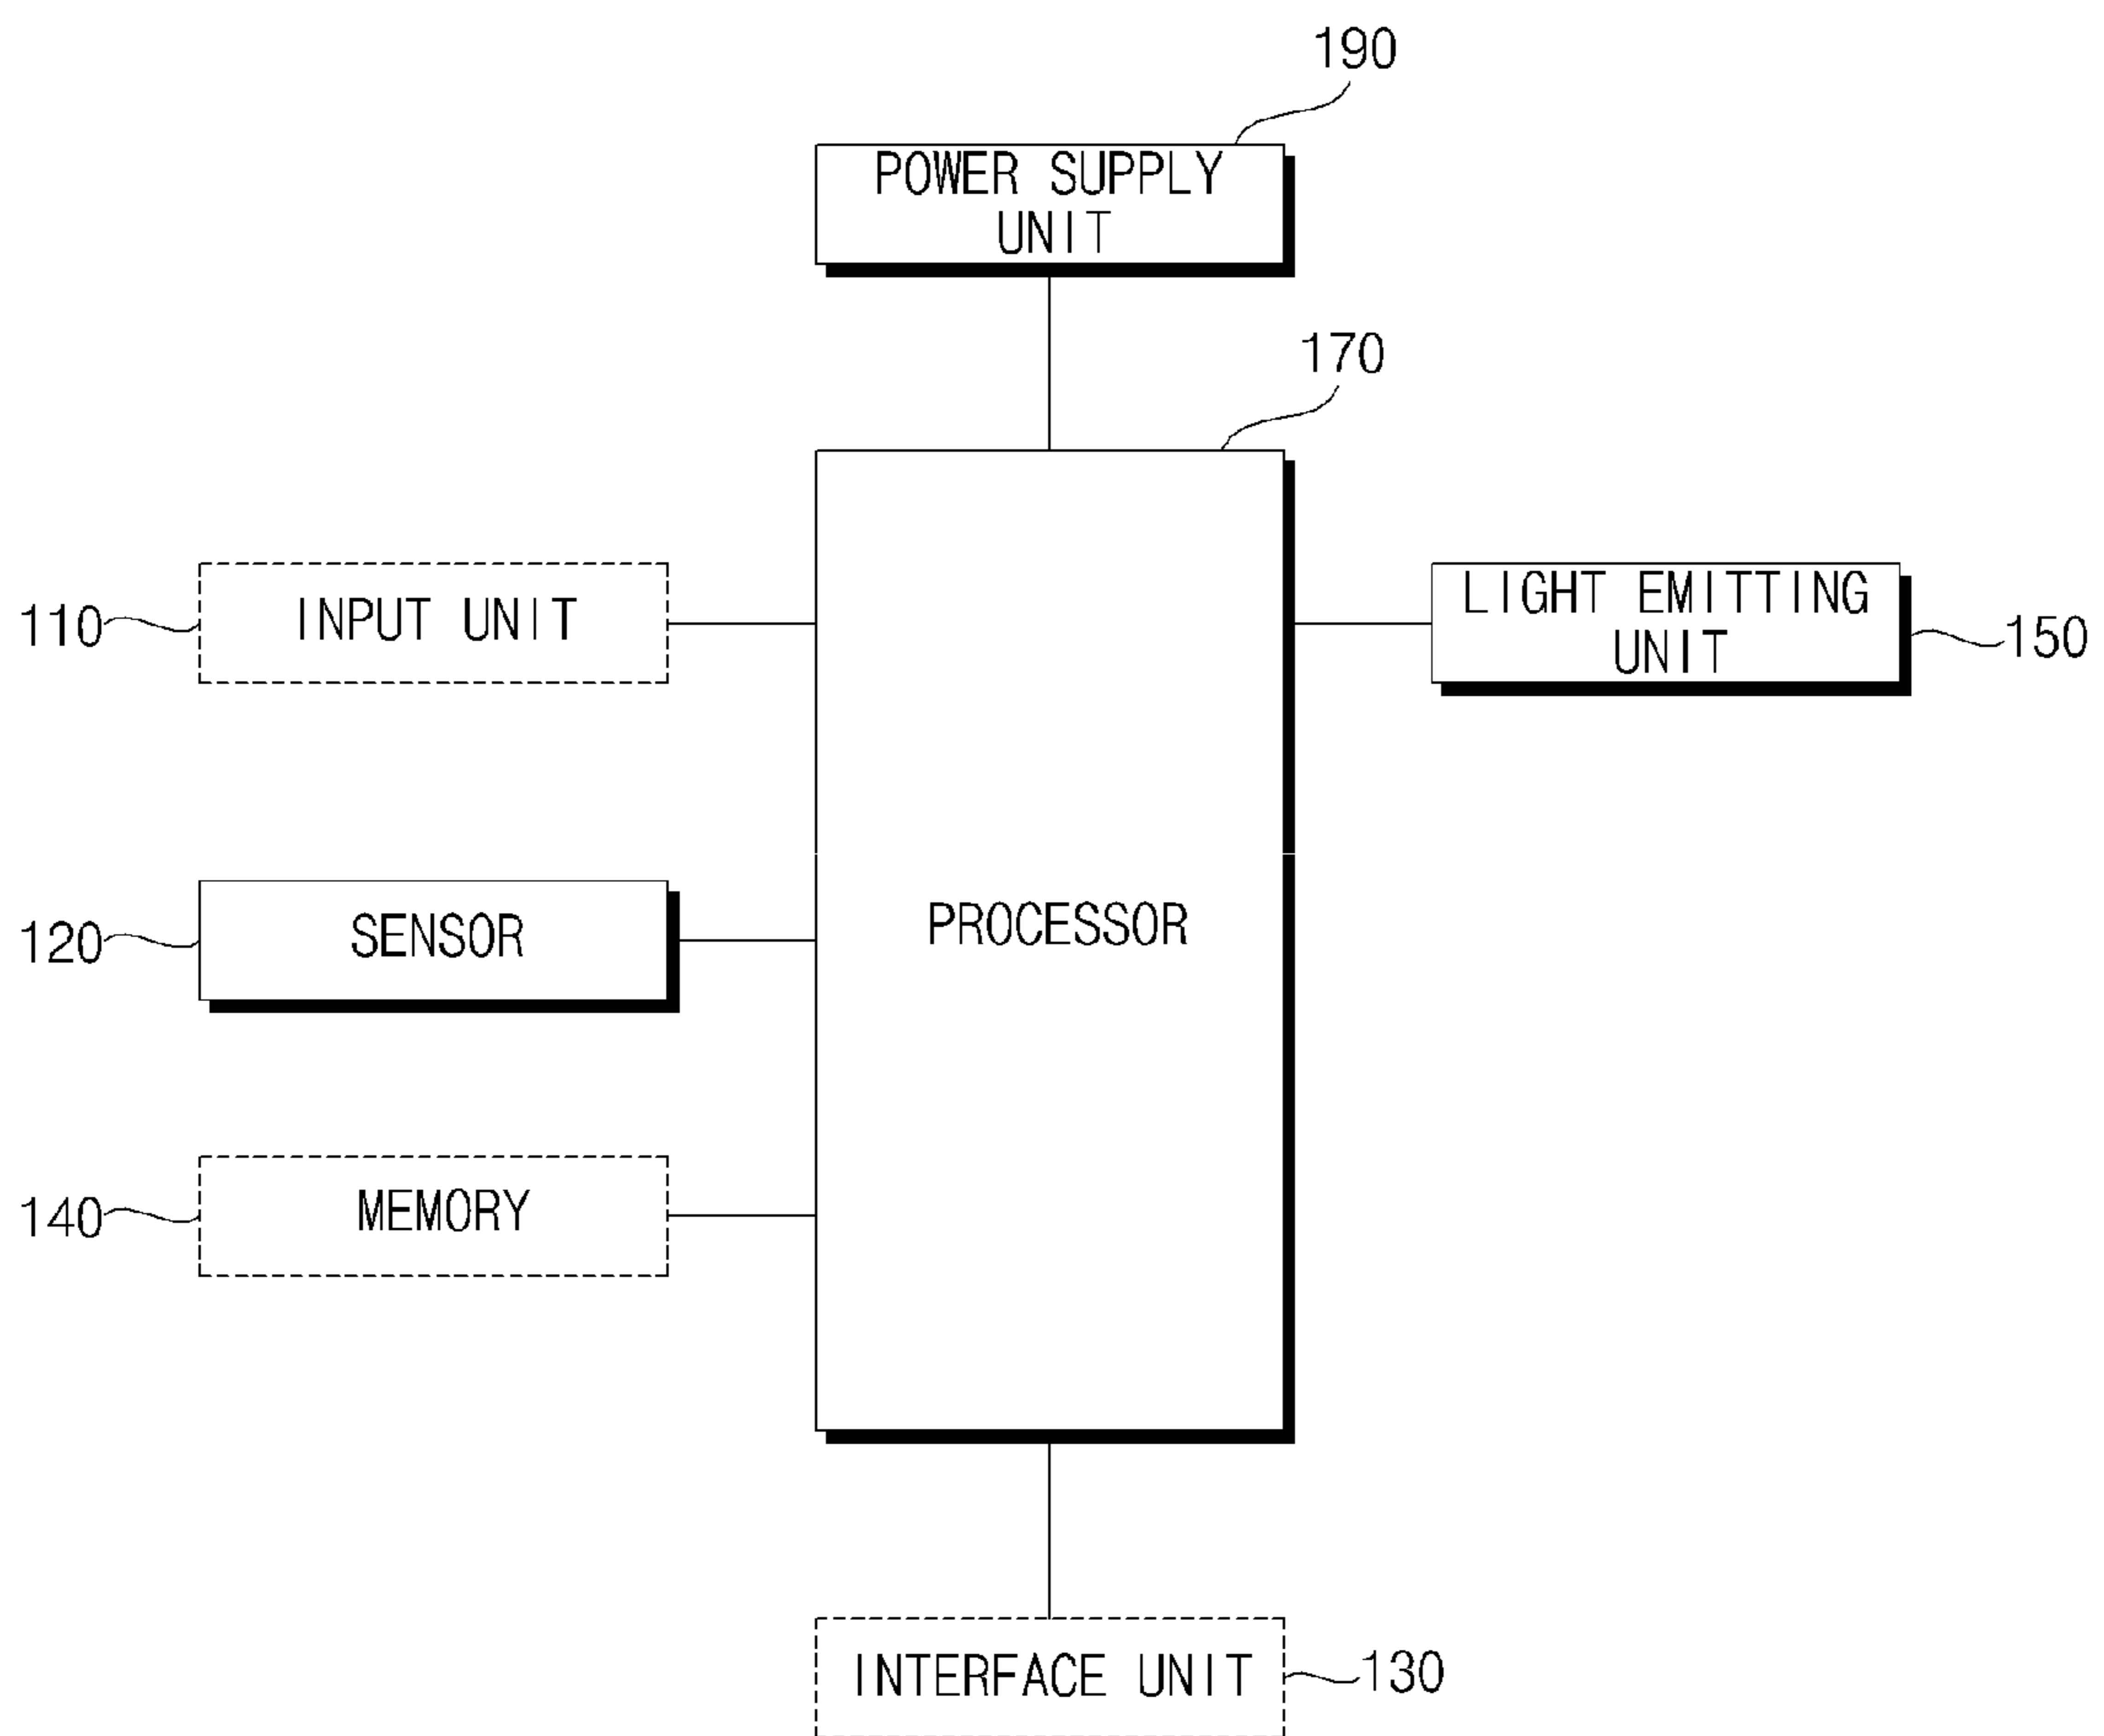 190
POWER SUPPLY
UNIT
170
110
INPUT UNIT
LIGHT EMITTING
UNIT
150
120
SENSOR
PROCESSOR
140
MEMORY
INTERFACE UNIT
130